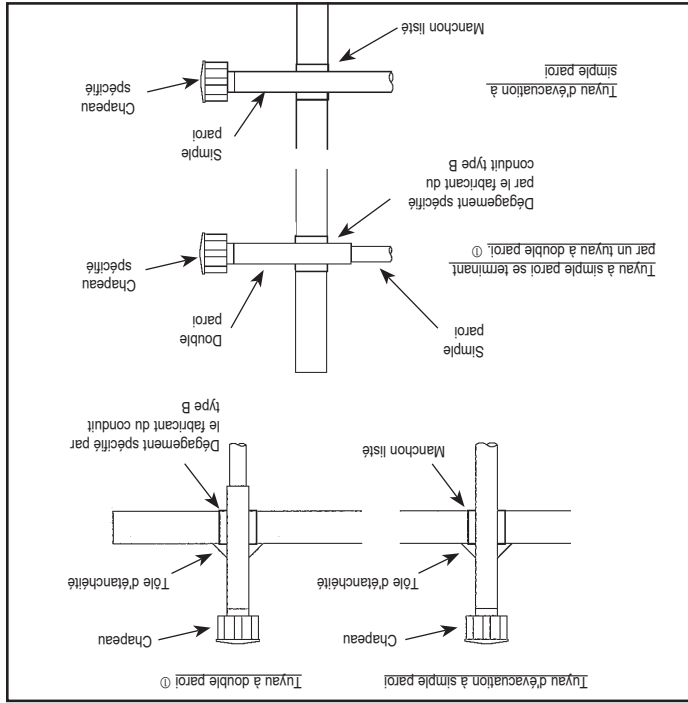 Tuyau d'évacuation à simple paroi
Tuyau à double paroi ①
Chapeau
Chapeau
Tôle d'étanchéité
Tôle d'étanchéité
Manchon listé
Dégagement spécifié par
le fabricant du conduit
type B
Simple
paroi
Double
paroi
Chapeau
spécifié
Tuyau à simple paroi se terminant
par un tuyau à double paroi. ①
Dégagement spécifié
par le fabricant du
conduit type B
Simple
paroi
Chapeau
spécifié
Tuyau d'évacuation à
simple paroi
Manchon listé